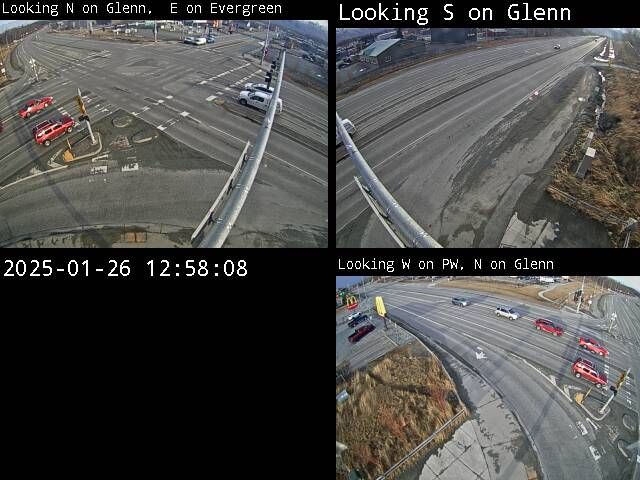 Looking N on Glenn,  E on Evergreen
Looking S on Glenn
2025-01-26 12:58:08
Looking W on PW, N on Glenn